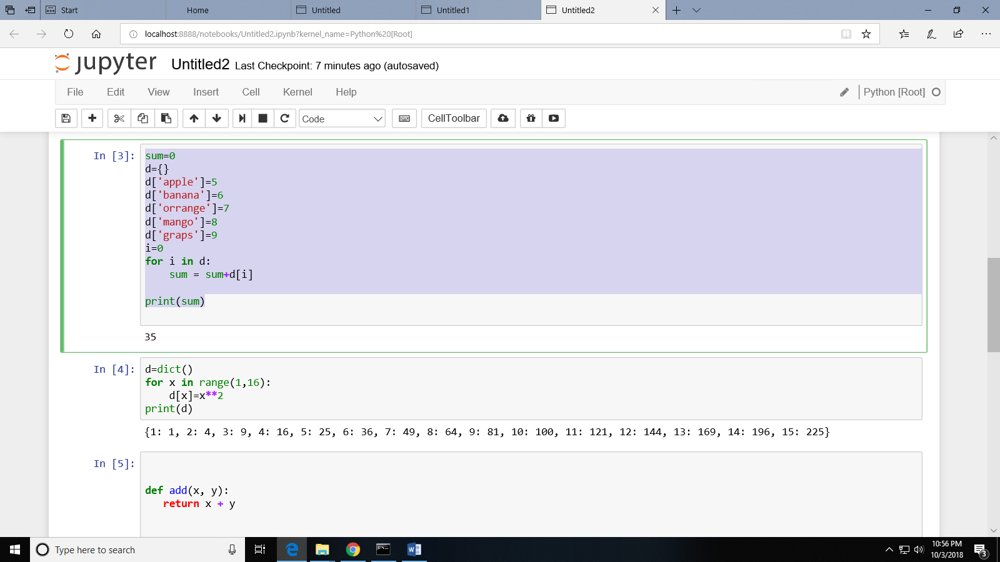 Start Home Untitled Untitled1 Untitled2
localhost:8888/notebooks/Untitled2.ipynb?kernel_name=Python%20[Root]
jupyter Untitled2 Last Checkpoint: 7 minutes ago (autosaved)
File Edit View Insert Cell Kernel Help Python [Root]
Code CellToolbar
In [3]: sum=0
d={}
d['apple']=5
d['banana']=6
d['orrange']=7
d['mango']=8
d['graps']=9
i=0
for i in d:
    sum = sum+d[i]
print(sum)
35
In [4]: d=dict()
for x in range(1,16):
    d[x]=x**2
print(d)
{1: 1, 2: 4, 3: 9, 4: 16, 5: 25, 6: 36, 7: 49, 8: 64, 9: 81, 10: 100, 11: 121, 12: 144, 13: 169, 14: 196, 15: 225}
In [5]:
def add(x, y):
   return x + y
Type here to search
10:56 PM
10/3/2018
3